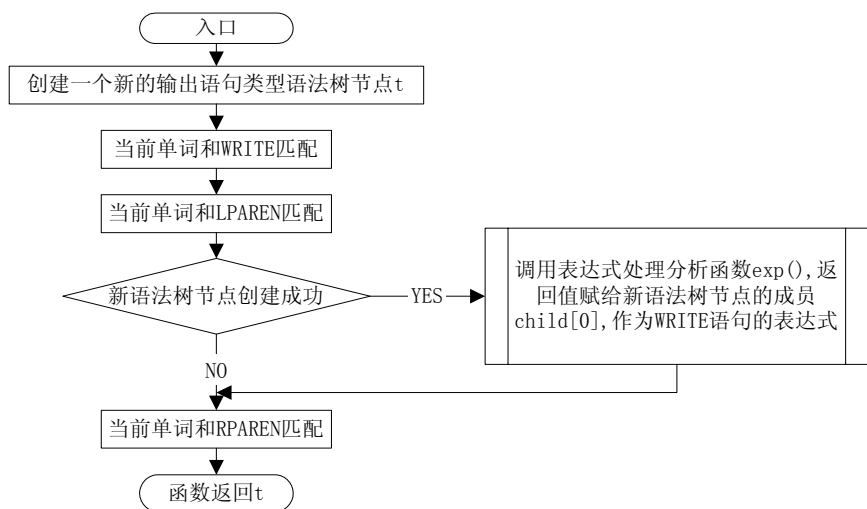 入口
创建一个新的输出语句类型语法树节点t
当前单词和WRITE匹配
当前单词和LPAREN匹配
新语法树节点创建成功
YES
调用表达式处理分析函数exp(),返
回值赋给新语法树节点的成员
child[0],作为WRITE语句的表达式
NO
当前单词和RPAREN匹配
函数返回t